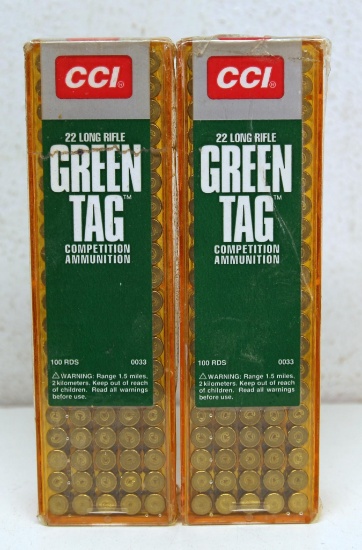 CCI
22 LONG RIFLE
GREEN
TAG™
COMPETITION
AMMUNITION
100 RDS 0033
⚠WARNING: Range 1.5 miles,
2 kilometers. Keep out of reach
of children. Read all warnings
before use.
CCI®
22 LONG RIFLE
GREEN
TAG™
COMPETITION
AMMUNITION
100 RDS 0033
⚠WARNING: Range 1.5 miles,
2 kilometers. Keep out of reach
of children. Read all warnings
before use.